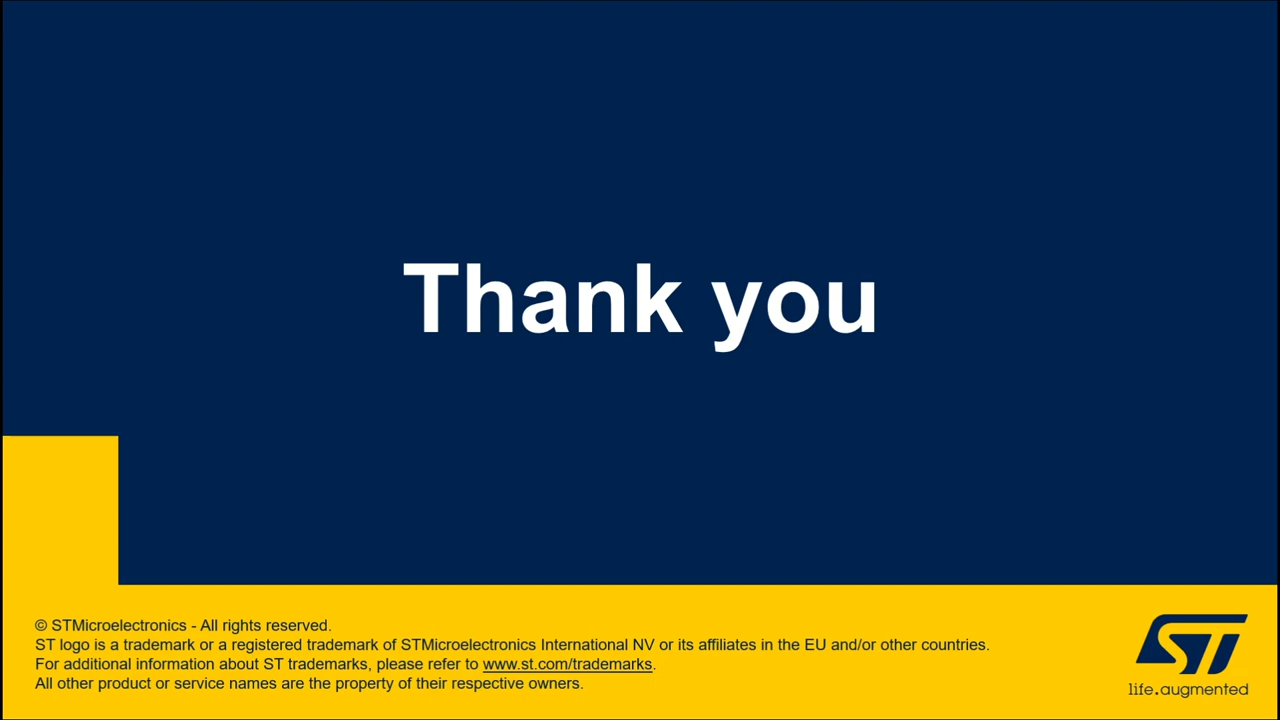 Thank you
© STMicroelectronics - All rights reserved.
ST logo is a trademark or a registered trademark of STMicroelectronics International NV or its affiliates in the EU and/or other countries.
For additional information about ST trademarks, please refer to www.st.com/trademarks.
All other product or service names are the property of their respective owners.
ST
life.augmented